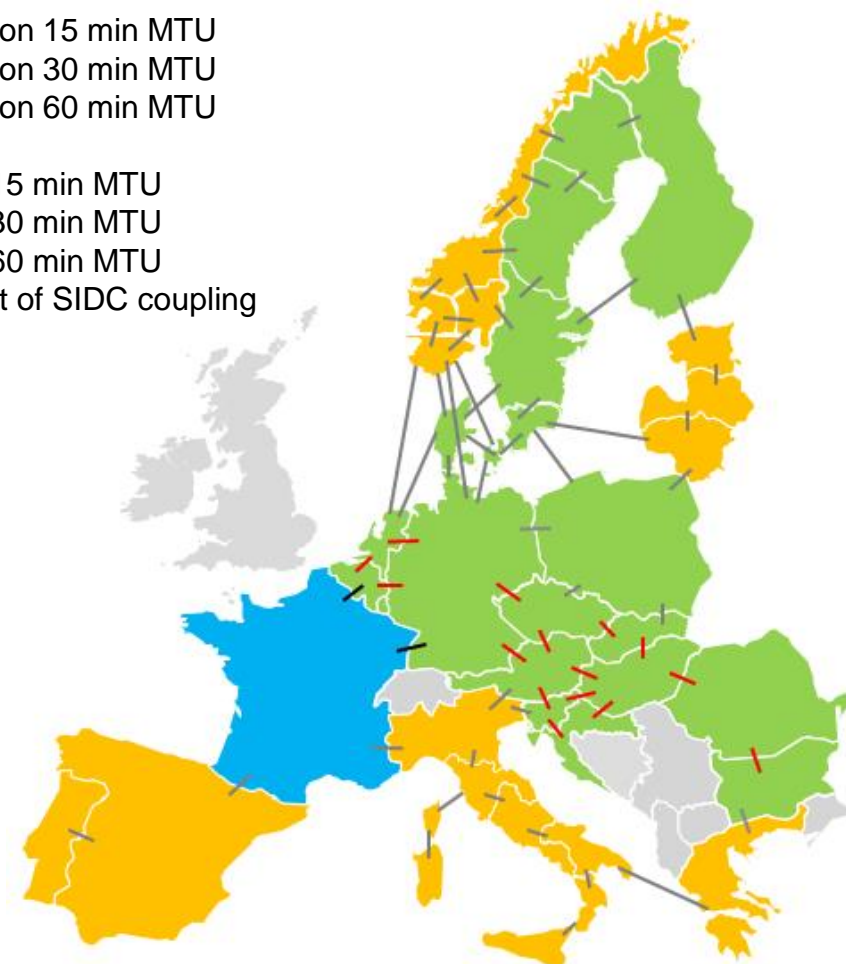 on 15 min MTU
on 30 min MTU
on 60 min MTU
5 min MTU
30 min MTU
60 min MTU
t of SIDC coupling